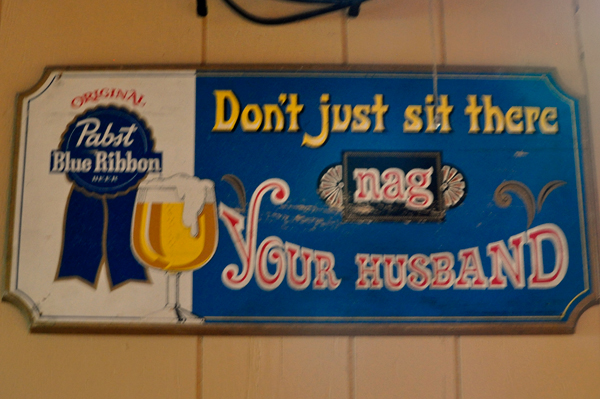 ORIGINAL
Pabst
Blue Ribbon
BEER
Don't just sit there
nag
YOUR HUSBAND